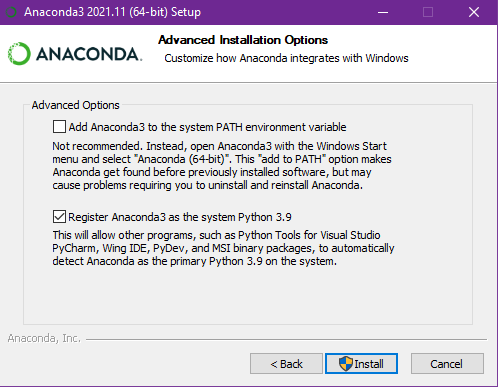 Anaconda3 2021.11 (64-bit) Setup
ANACONDA.
Advanced Installation Options
Customize how Anaconda integrates with Windows
Advanced Options
Add Anaconda3 to the system PATH environment variable
Not recommended. Instead, open Anaconda3 with the Windows Start
menu and select "Anaconda (64-bit)". This "add to PATH" option makes
Anaconda get found before previously installed software, but may
cause problems requiring you to uninstall and reinstall Anaconda.
Register Anaconda3 as the system Python 3.9
This will allow other programs, such as Python Tools for Visual Studio
PyCharm, Wing IDE, PyDev, and MSI binary packages, to automatically
detect Anaconda as the primary Python 3.9 on the system.
Anaconda, Inc.
< Back
Install
Cancel